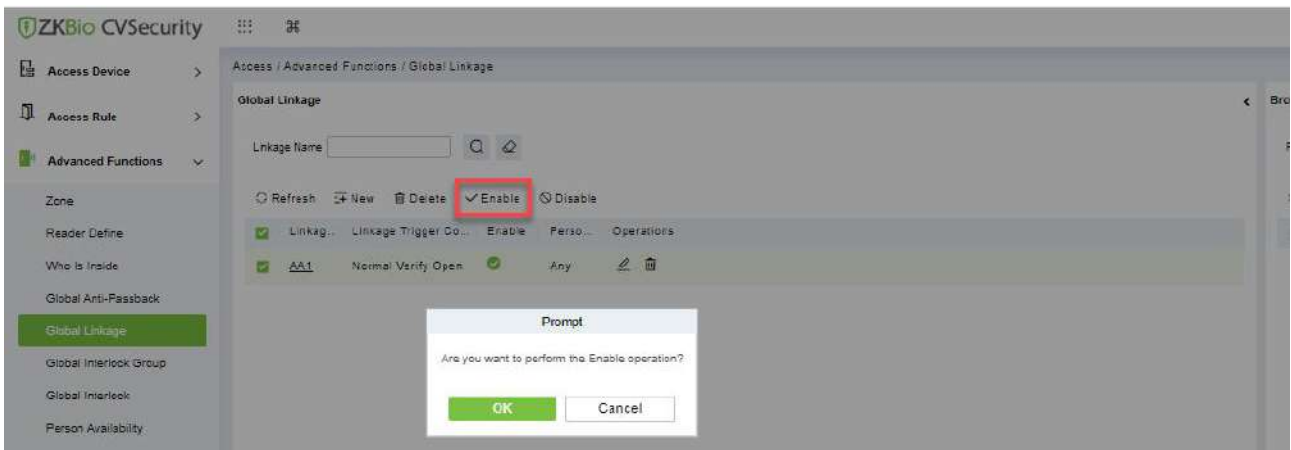 ZKBio CVSecurity
Access Device
Access Rule
Advanced Functions
Zone
Reader Define
Who Is Inside
Global Anti-Passback
Global Linkage
Global Interlock Group
Global Interlock
Person Availability
Access / Advanced Functions / Global Linkage
Global Linkage
Bro
Linkage Name
Refresh New Delete Enable Disable
Linkag... Linkage Trigger Co... Enable Perso... Operations
AA1 Normal Verify Open Any
Prompt
Are you want to perform the Enable operation?
OK Cancel